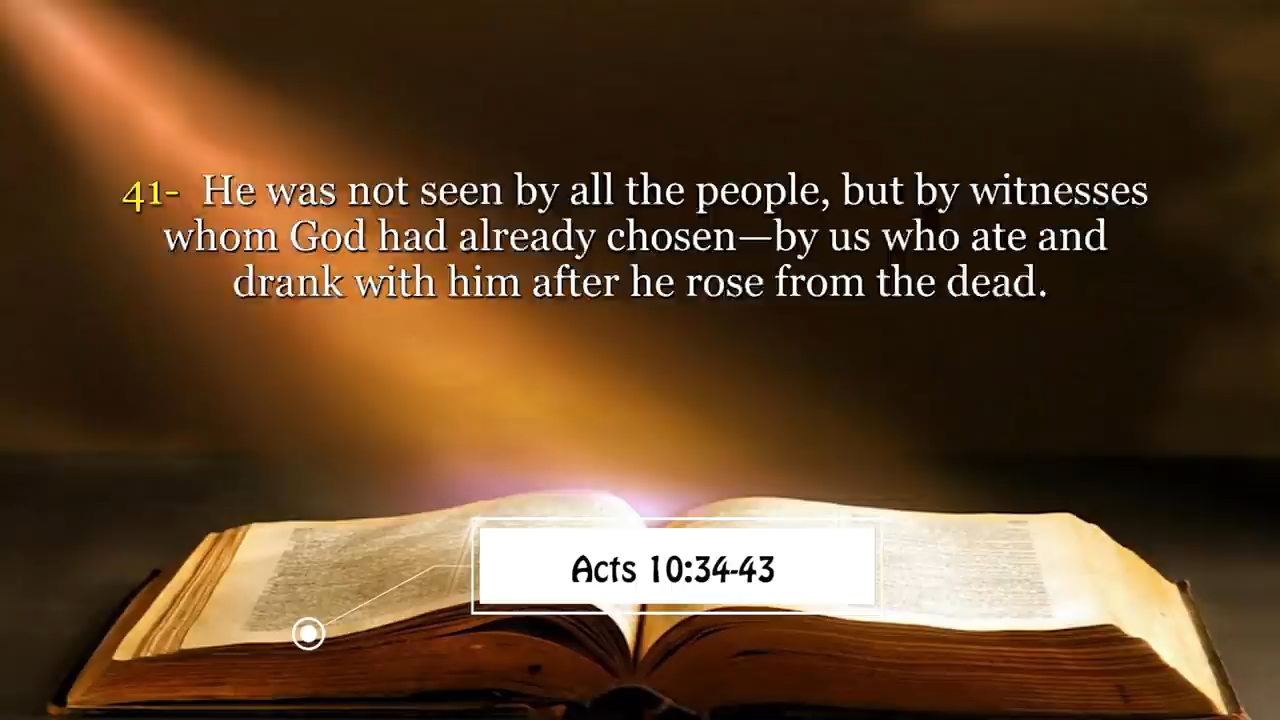 41- He was not seen by all the people, but by witnesses
whom God had already chosen—by us who ate and
drank with him after he rose from the dead.
Acts 10:34-43